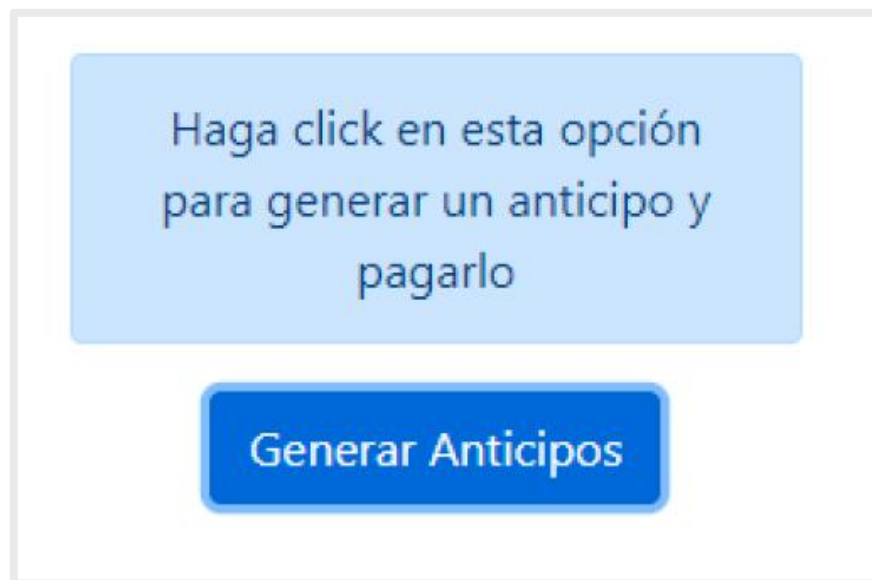 Haga click en esta opción
para generar un anticipo y
pagarlo
Generar Anticipos